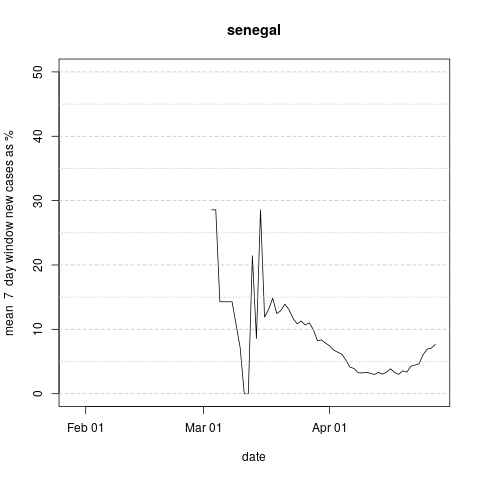 senegal
mean 7 day window new cases as %
50
40
30
20
10
0
Feb 01
Mar 01
Apr 01
date